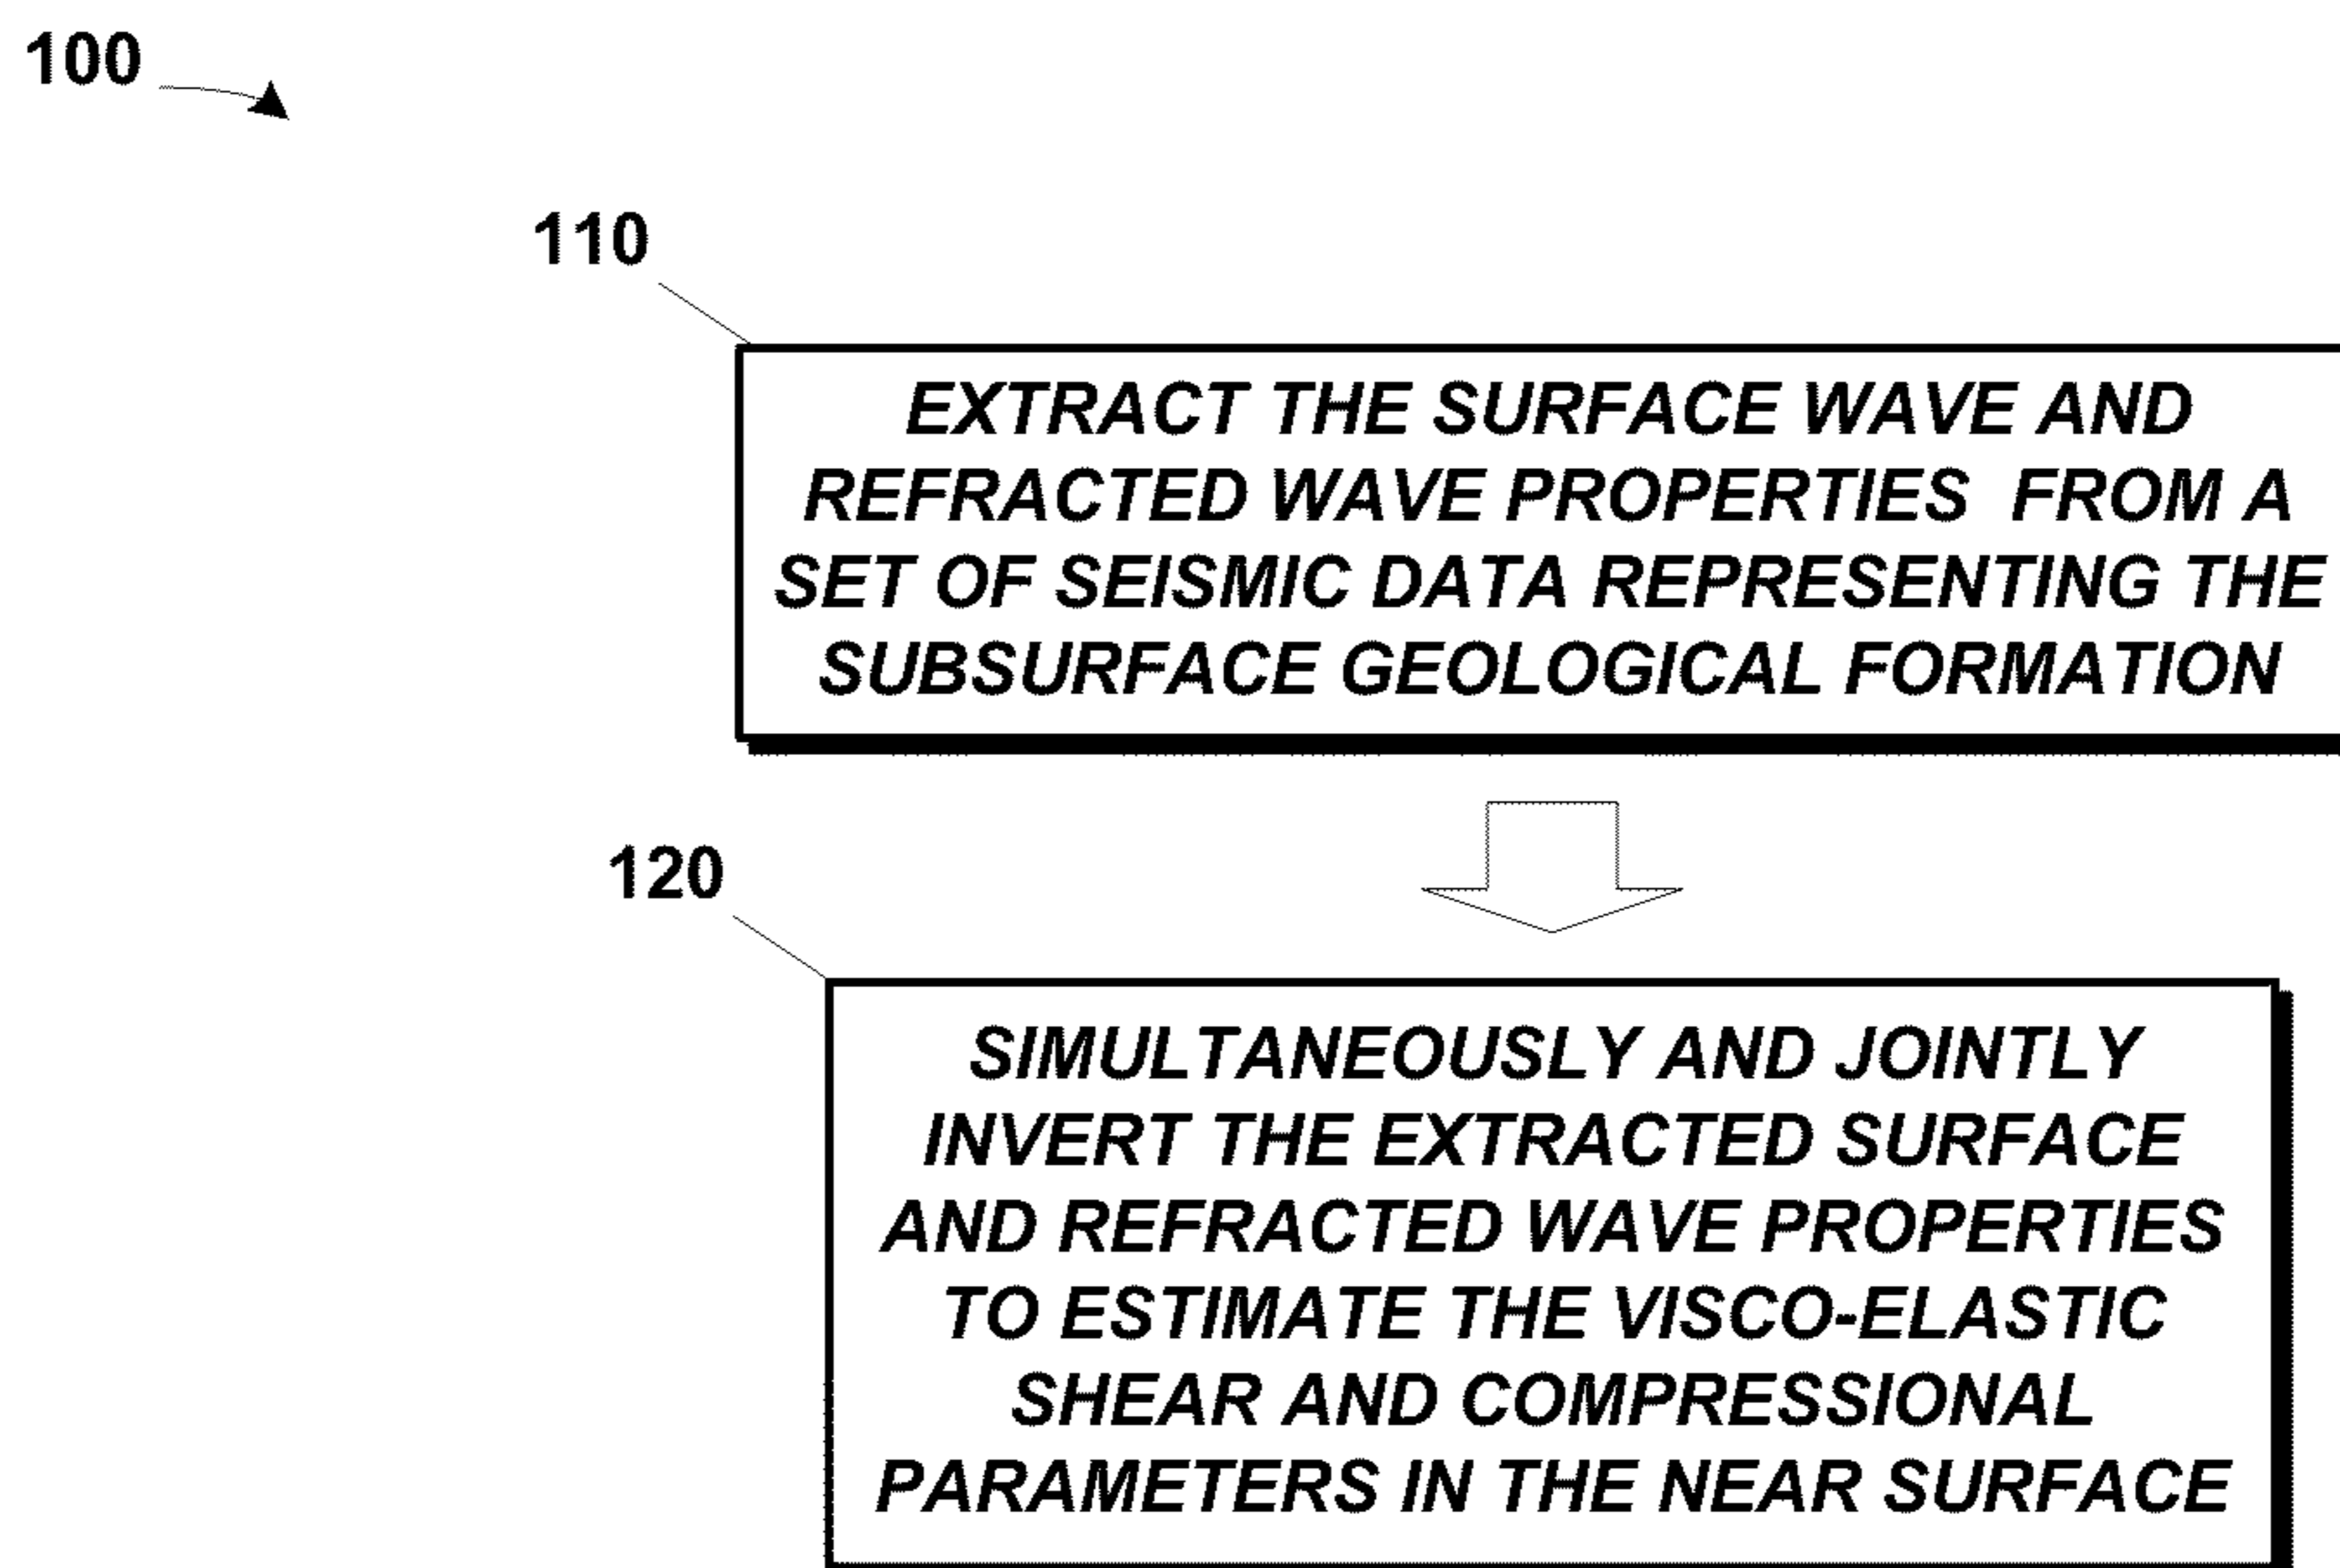 100
110
EXTRACT THE SURFACE WAVE AND
REFRACTED WAVE PROPERTIES FROM A
SET OF SEISMIC DATA REPRESENTING THE
SUBSURFACE GEOLOGICAL FORMATION
120
SIMULTANEOUSLY AND JOINTLY
INVERT THE EXTRACTED SURFACE
AND REFRACTED WAVE PROPERTIES
TO ESTIMATE THE VISCO-ELASTIC
SHEAR AND COMPRESSIONAL
PARAMETERS IN THE NEAR SURFACE